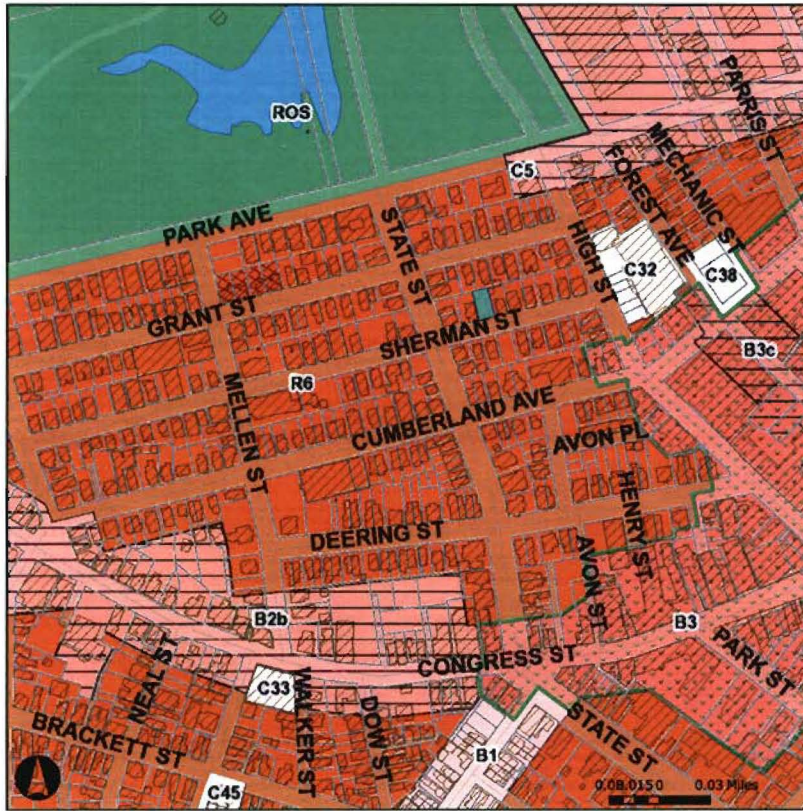 ROS
PARRIS ST
MECHANIC ST
FOREST AVE
C5
PARK AVE
STATE ST
HIGH ST
C32
C38
GRANT ST
SHERMAN ST
B3c
R6
MELLEN ST
CUMBERLAND AVE
AVON PL
HENRY ST
DEERING ST
AVON ST
B2b
B3
NEAL ST
CONGRESS ST
PARK ST
C33
WALKER ST
DOW ST
STATE ST
BRACKETT ST
B1
C45
0.03 Miles